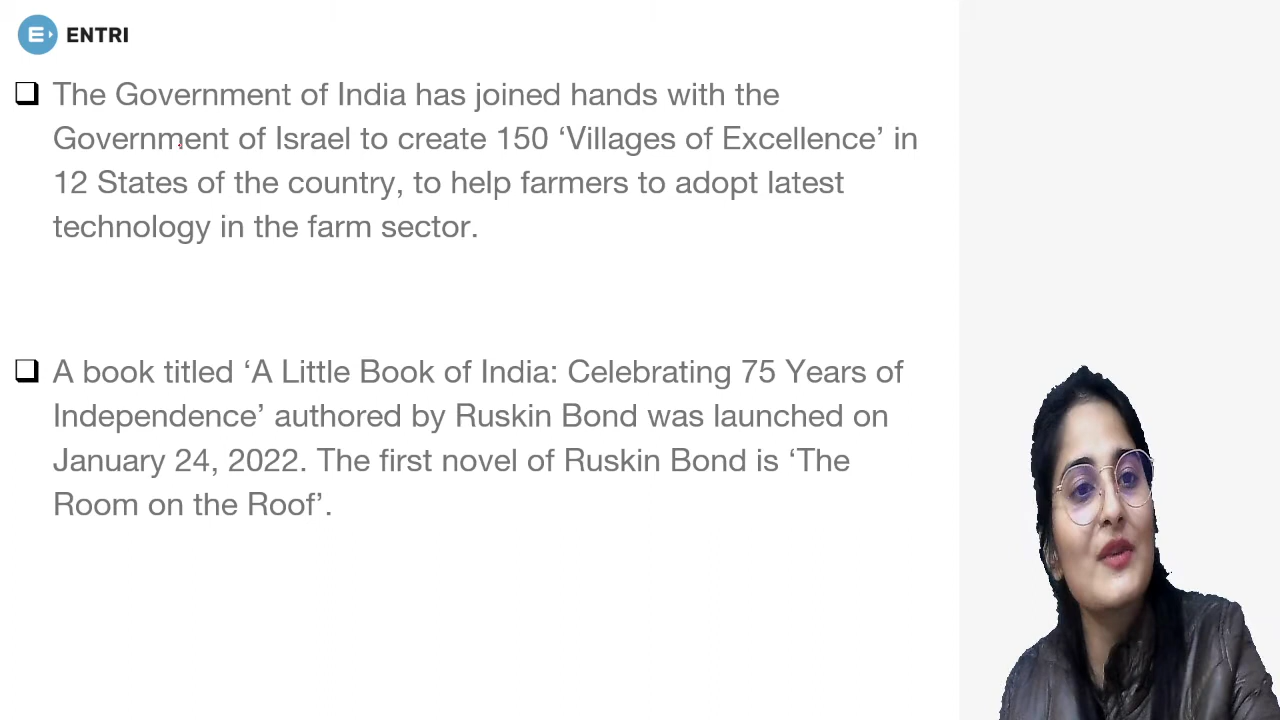 ENTRI
The Government of India has joined hands with the
Government of Israel to create 150 ‘Villages of Excellence’ in
12 States of the country, to help farmers to adopt latest
technology in the farm sector.
A book titled ‘A Little Book of India: Celebrating 75 Years of
Independence’ authored by Ruskin Bond was launched on
January 24, 2022. The first novel of Ruskin Bond is ‘The
Room on the Roof’.